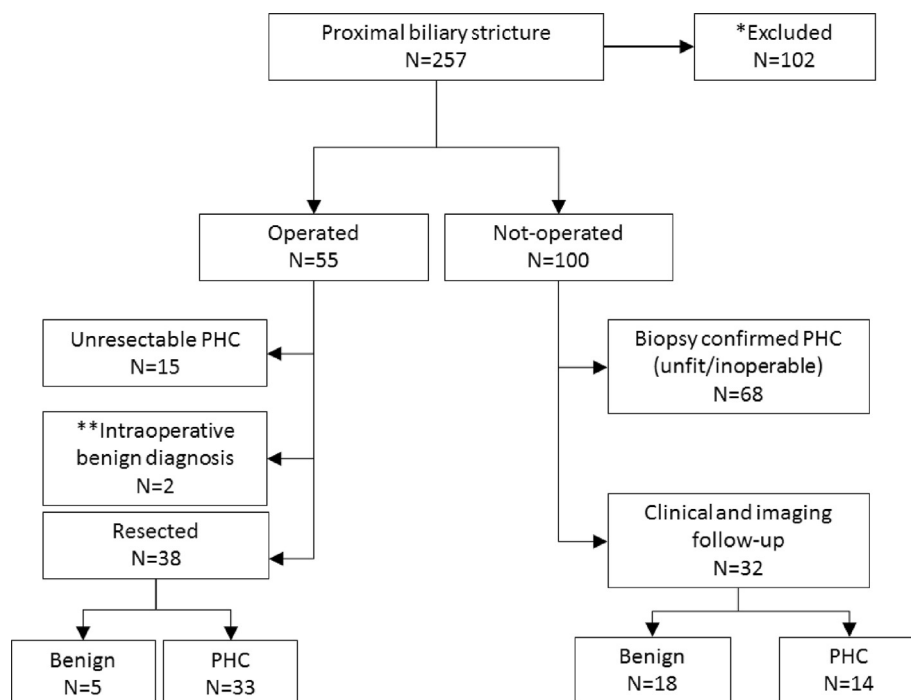 Proximal biliary stricture
N=257
*Excluded
N=102
Operated
N=55
Not-operated
N=100
Unresectable PHC
N=15
**Intraoperative
benign diagnosis
N=2
Resected
N=38
Benign
N=5
PHC
N=33
Biopsy confirmed PHC
(unfit/inoperable)
N=68
Clinical and imaging
follow-up
N=32
Benign
N=18
PHC
N=14